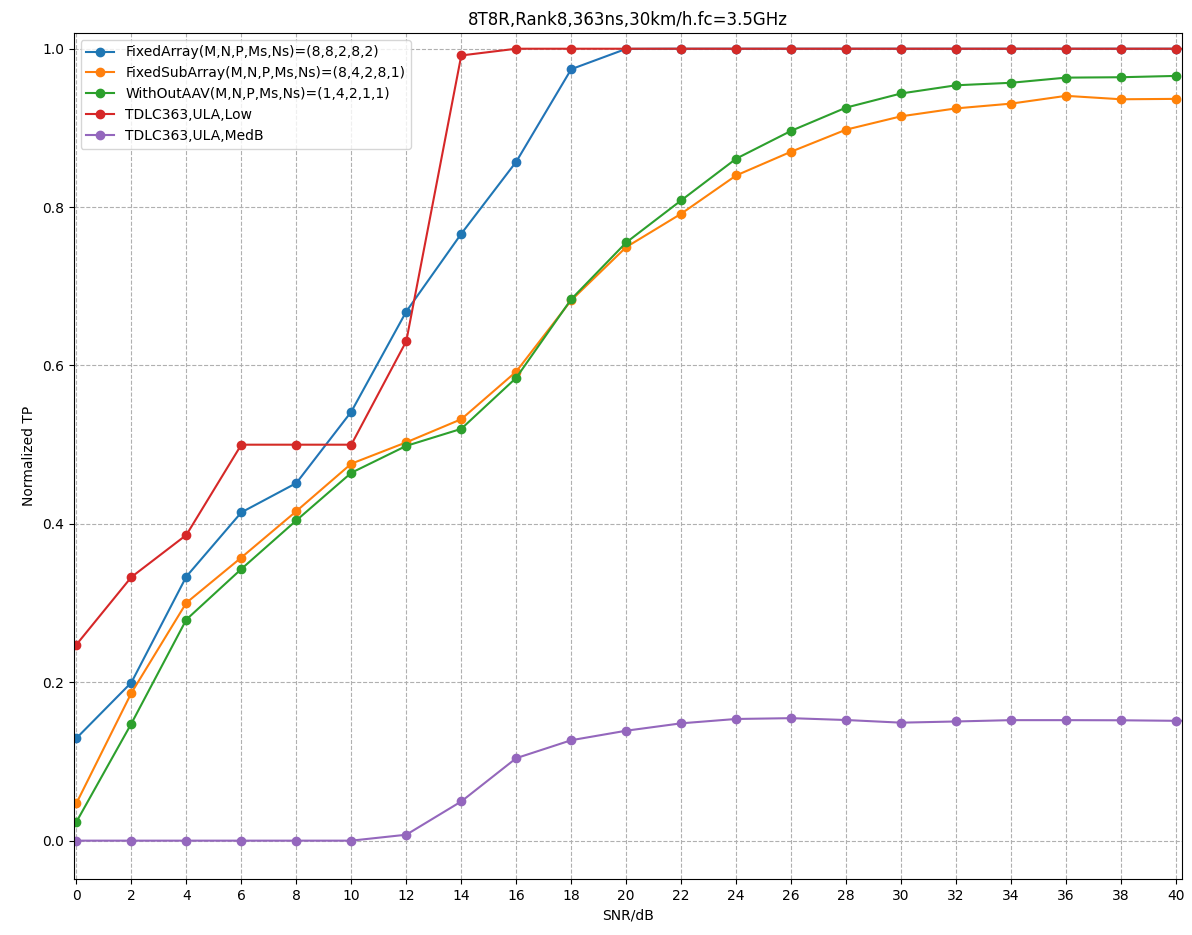 8T8R,Rank8,363ns,30km/h.fc=3.5GHz
FixedArray(M,N,P,Ms,Ns)=(8,8,2,8,2)
FixedSubArray(M,N,P,Ms,Ns)=(8,4,2,8,1)
WithOutAAV(M,N,P,Ms,Ns)=(1,4,2,1,1)
TDLC363,ULA,Low
TDLC363,ULA,MedB
1.0
0.8
0.6
0.4
0.2
0.0
Normalized TP
0 2 4 6 8 10 12 14 16 18 20 22 24 26 28 30 32 34 36 38 40
SNR/dB